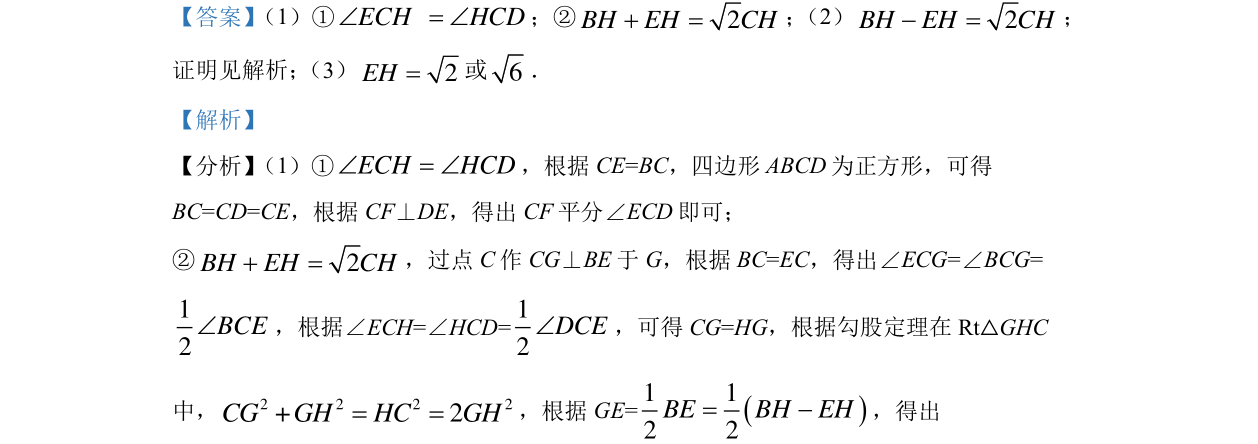 【答案】（1）①∠ECH =∠HCD；②BH + EH = √2CH；（2）BH − EH = √2CH；
证明见解析；（3）EH = √2 或√6．
【解析】
【分析】（1）①∠ECH = ∠HCD，根据 CE=BC，四边形 ABCD 为正方形，可得
BC=CD=CE，根据 CF⊥DE，得出 CF 平分∠ECD 即可；
②BH + EH = √2CH，过点 C 作 CG⊥BE 于 G，根据 BC=EC，得出∠ECG=∠BCG=
1/2∠BCE，根据∠ECH=∠HCD=1/2∠DCE，可得 CG=HG，根据勾股定理在 Rt△GHC
中，CG² +GH² = HC² = 2GH²，根据 GE=1/2BE = 1/2(BH − EH)，得出